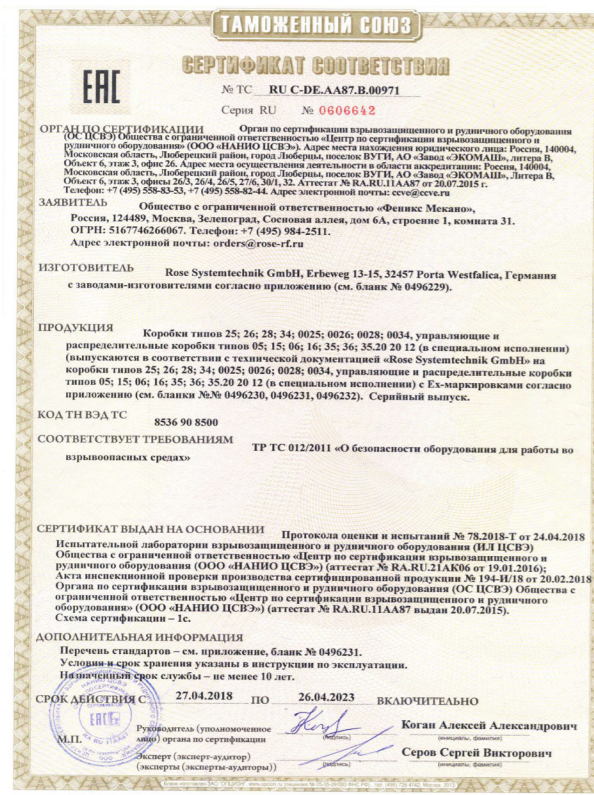 ТАМОЖЕННЫЙ СОЮЗ
СЕРТИФИКАТ СООТВЕТСТВИЯ
EAC
№ ТС RU C-DE.AA87.B.00971
Серия RU № 0606642
ОРГАН ПО СЕРТИФИКАЦИИ Орган по сертификации взрывозащищенного и рудничного оборудования
(ОС ЦСВЭ) Общества с ограниченной ответственностью «Центр по сертификации взрывозащищенного и
рудничного оборудования» (ООО «НАНИО ЦСВЭ»). Адрес места нахождения юридического лица: Россия, 140004,
Московская область, Люберецкий район, город Люберцы, поселок ВУГИ, АО «Завод «ЭКОМАШ», литера В,
Объект 6, этаж 3, офис 26. Адрес места осуществления деятельности в области аккредитации: Россия, 140004,
Московская область, Люберецкий район, город Люберцы, поселок ВУГИ, АО «Завод «ЭКОМАШ», литера В,
Объект 6, этаж 3, офисы 26/3, 26/4, 26/5, 27/6, 30/1, 32. Аттестат № RA.RU.11AA87 от 20.07.2015 г.
Телефон: +7 (495) 558-83-53, +7 (495) 558-82-44. Адрес электронной почты: ccve@ccve.ru
ЗАЯВИТЕЛЬ Общество с ограниченной ответственностью «Феникс Мекано»,
Россия, 124489, Москва, Зеленоград, Сосновая аллея, дом 6А, строение 1, комната 31.
ОГРН: 5167746266067. Телефон: +7 (495) 984-2511.
Адрес электронной почты: orders@rose-rf.ru
ИЗГОТОВИТЕЛЬ Rose Systemtechnik GmbH, Erbeweg 13-15, 32457 Porta Westfalica, Германия
с заводами-изготовителями согласно приложению (см. бланк № 0496229).
ПРОДУКЦИЯ Коробки типов 25; 26; 28; 34; 0025; 0026; 0028; 0034, управляющие и
распределительные коробки типов 05; 15; 06; 16; 35; 36; 35.20 20 12 (в специальном исполнении)
(выпускаются в соответствии с технической документацией «Rose Systemtechnik GmbH» на
коробки типов 25; 26; 28; 34; 0025; 0026; 0028; 0034, управляющие и распределительные коробки
типов 05; 15; 06; 16; 35; 36; 35.20 20 12 (в специальном исполнении) с Ex-маркировками согласно
приложению (см. бланки №№ 0496230, 0496231, 0496232). Серийный выпуск.
КОД ТН ВЭД ТС
8536 90 8500
СООТВЕТСТВУЕТ ТРЕБОВАНИЯМ ТР ТС 012/2011 «О безопасности оборудования для работы во
взрывоопасных средах»
СЕРТИФИКАТ ВЫДАН НА ОСНОВАНИИ Протокола оценки и испытаний № 78.2018-Т от 24.04.2018
Испытательной лаборатории взрывозащищенного и рудничного оборудования (ИЛ ЦСВЭ)
Общества с ограниченной ответственностью «Центр по сертификации взрывозащищенного и
рудничного оборудования» (ООО «НАНИО ЦСВЭ») (аттестат № RA.RU.21АК06 от 19.01.2016);
Акта инспекционной проверки производства сертифицированной продукции № 194-И/18 от 20.02.2018
Органа по сертификации взрывозащищенного и рудничного оборудования (ОС ЦСВЭ) Общества с
ограниченной ответственностью «Центр по сертификации взрывозащищенного и рудничного
оборудования» (ООО «НАНИО ЦСВЭ») (аттестат № RA.RU.11AA87 выдан 20.07.2015).
Схема сертификации – 1с.
ДОПОЛНИТЕЛЬНАЯ ИНФОРМАЦИЯ
Перечень стандартов – см. приложение, бланк № 0496231.
Условия и срок хранения указаны в инструкции по эксплуатации.
Назначенный срок службы – не менее 10 лет.
СРОК ДЕЙСТВИЯ С 27.04.2018 ПО 26.04.2023 ВКЛЮЧИТЕЛЬНО
М.П.
Руководитель (уполномоченное
лицо) органа по сертификации
(подпись)
Коган Алексей Александрович
(инициалы, фамилия)
Эксперт (эксперт-аудитор)
(эксперты (эксперты-аудиторы))
(подпись)
Серов Сергей Викторович
(инициалы, фамилия)